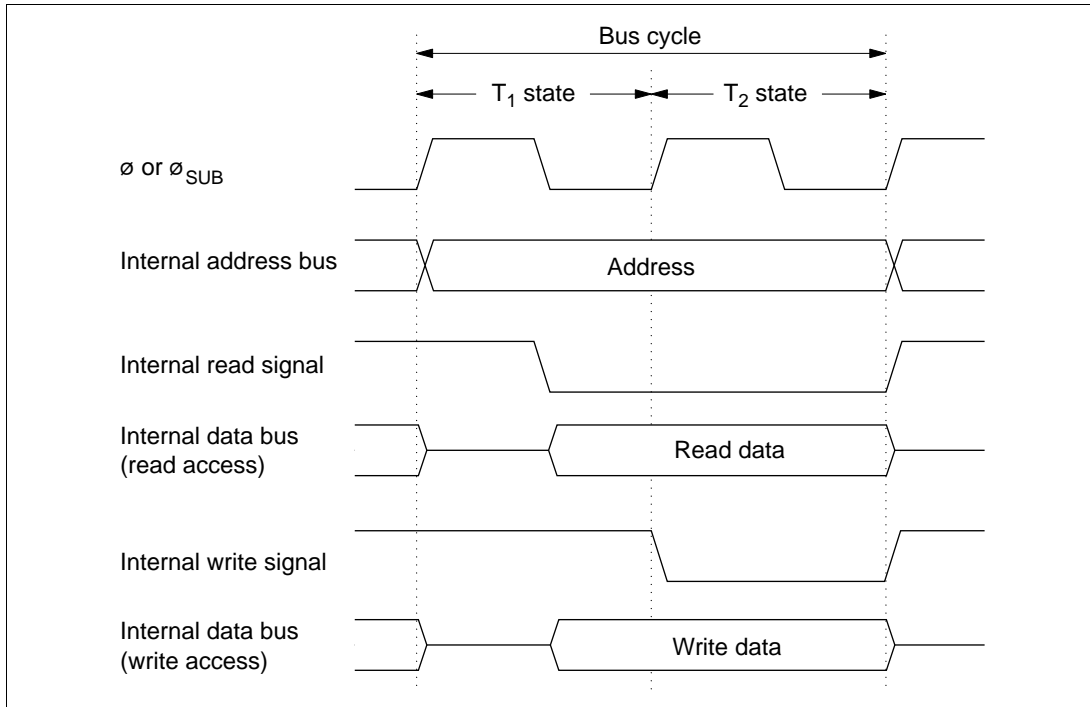 Bus cycle
T1 state
T2 state
ø or øSUB
Internal address bus
Address
Internal read signal
Internal data bus
(read access)
Read data
Internal write signal
Internal data bus
(write access)
Write data